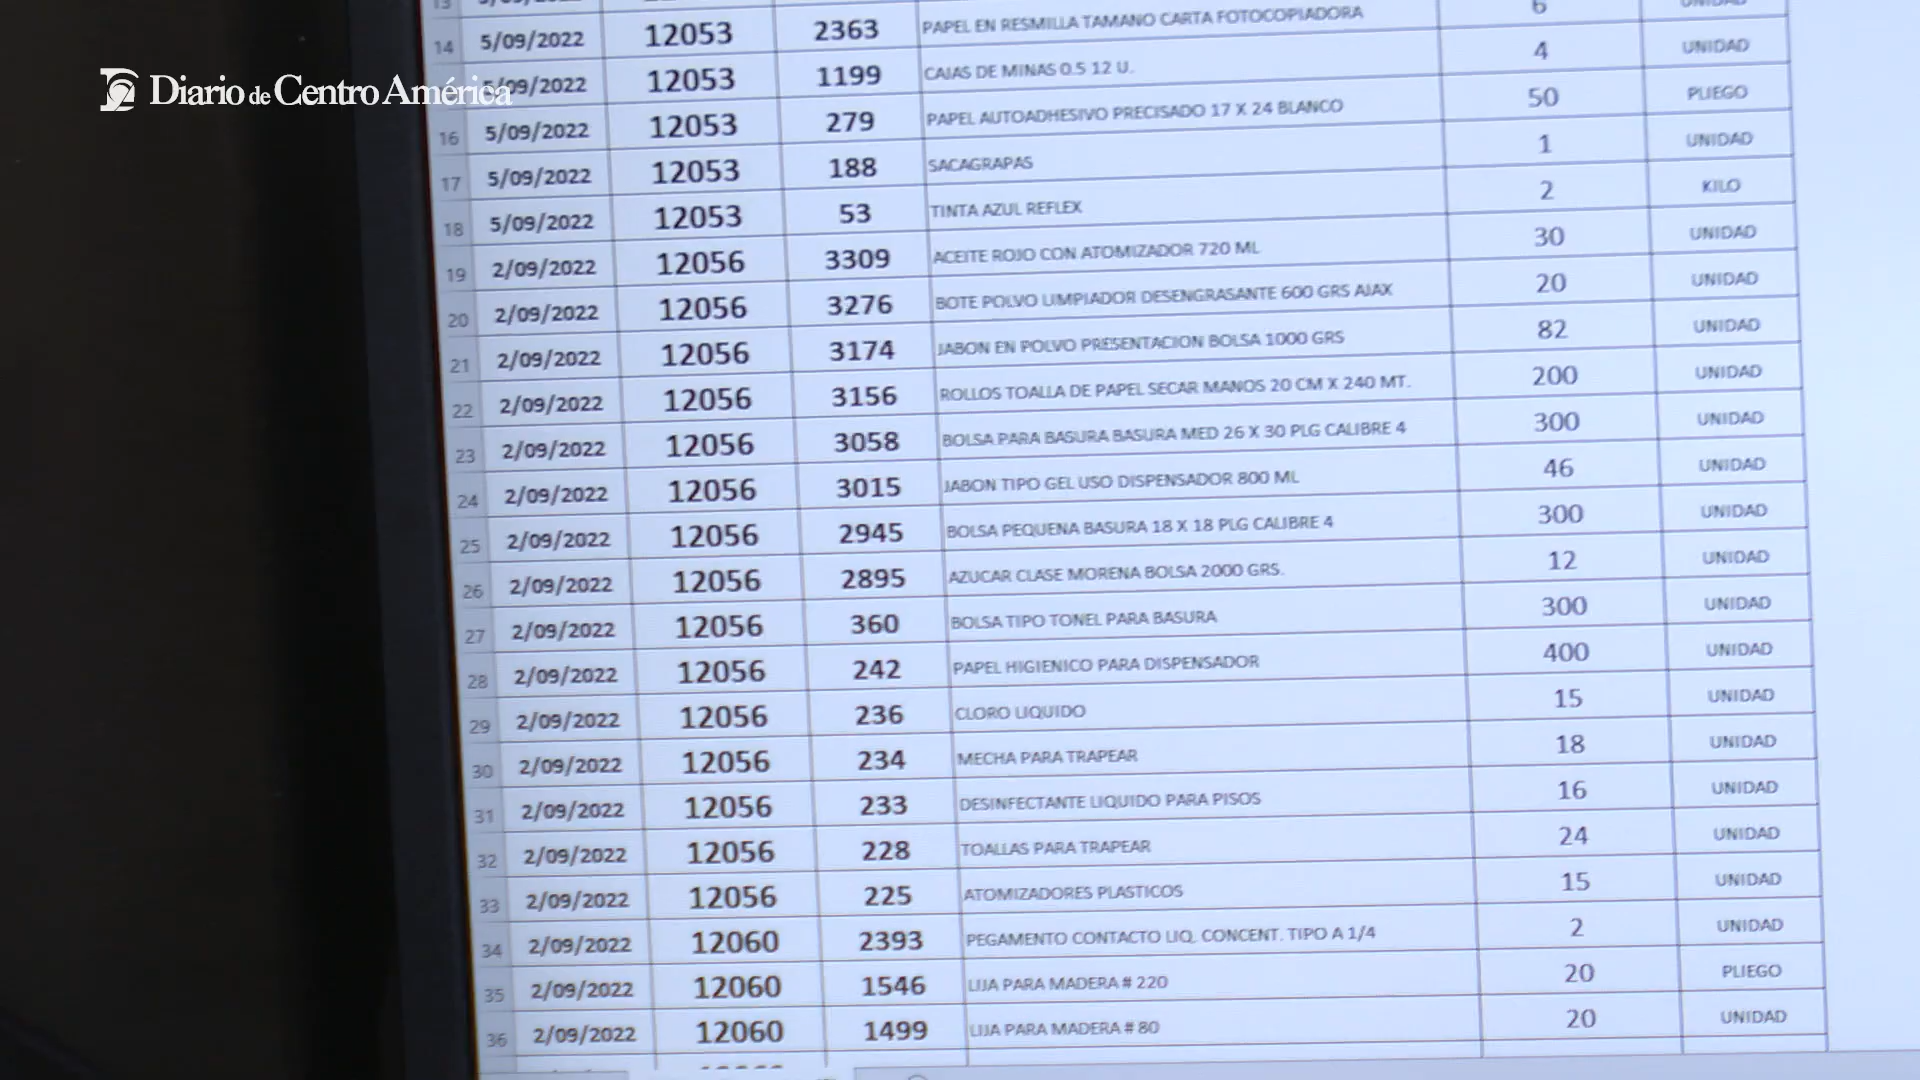 Diario de Centro América
14 5/09/2022 12053 2363 PAPEL EN RESMILLA TAMANO CARTA FOTOCOPIADORA 6 UNIDAD
5/09/2022 12053 1199 CAJAS DE MINAS 0.5 12 U. 4 UNIDAD
16 5/09/2022 12053 279 PAPEL AUTOADHESIVO PRECISADO 17 X 24 BLANCO 50 PLIEGO
17 5/09/2022 12053 188 SACAGRAPAS 1 UNIDAD
18 5/09/2022 12053 53 TINTA AZUL REFLEX 2 KILO
19 2/09/2022 12056 3309 ACEITE ROJO CON ATOMIZADOR 720 ML 30 UNIDAD
20 2/09/2022 12056 3276 BOTE POLVO LIMPIADOR DESENGRASANTE 600 GRS AJAX 20 UNIDAD
21 2/09/2022 12056 3174 JABON EN POLVO PRESENTACION BOLSA 1000 GRS 82 UNIDAD
22 2/09/2022 12056 3156 ROLLOS TOALLA DE PAPEL SECAR MANOS 20 CM X 240 MT. 200 UNIDAD
23 2/09/2022 12056 3058 BOLSA PARA BASURA BASURA MED 26 X 30 PLG CALIBRE 4 300 UNIDAD
24 2/09/2022 12056 3015 JABON TIPO GEL USO DISPENSADOR 800 ML 46 UNIDAD
25 2/09/2022 12056 2945 BOLSA PEQUENA BASURA 18 X 18 PLG CALIBRE 4 300 UNIDAD
26 2/09/2022 12056 2895 AZUCAR CLASE MORENA BOLSA 2000 GRS. 12 UNIDAD
27 2/09/2022 12056 360 BOLSA TIPO TONEL PARA BASURA 300 UNIDAD
28 2/09/2022 12056 242 PAPEL HIGIENICO PARA DISPENSADOR 400 UNIDAD
29 2/09/2022 12056 236 CLORO LIQUIDO 15 UNIDAD
30 2/09/2022 12056 234 MECHA PARA TRAPEAR 18 UNIDAD
31 2/09/2022 12056 233 DESINFECTANTE LIQUIDO PARA PISOS 16 UNIDAD
32 2/09/2022 12056 228 TOALLAS PARA TRAPEAR 24 UNIDAD
33 2/09/2022 12056 225 ATOMIZADORES PLASTICOS 15 UNIDAD
34 2/09/2022 12060 2393 PEGAMENTO CONTACTO LIQ. CONCENT. TIPO A 1/4 2 UNIDAD
35 2/09/2022 12060 1546 LIJA PARA MADERA # 220 20 PLIEGO
36 2/09/2022 12060 1499 LIJA PARA MADERA # 80 20 UNIDAD